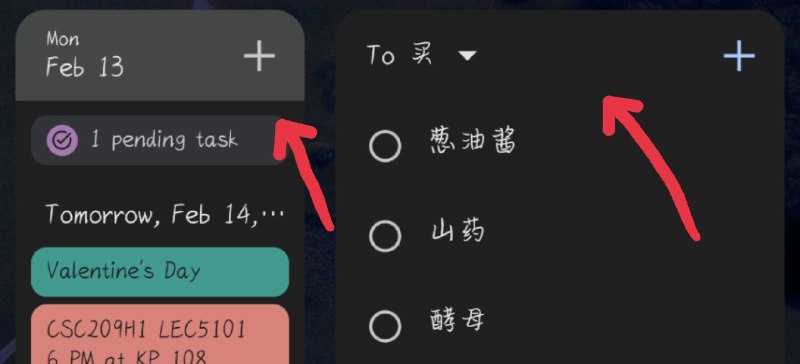 Mon
Feb 13
1 pending task
Tomorrow, Feb 14,...
Valentine's Day
CSC209H1 LEC5101
6 PM at KP 108
To 买
葱油酱
山药
酵母